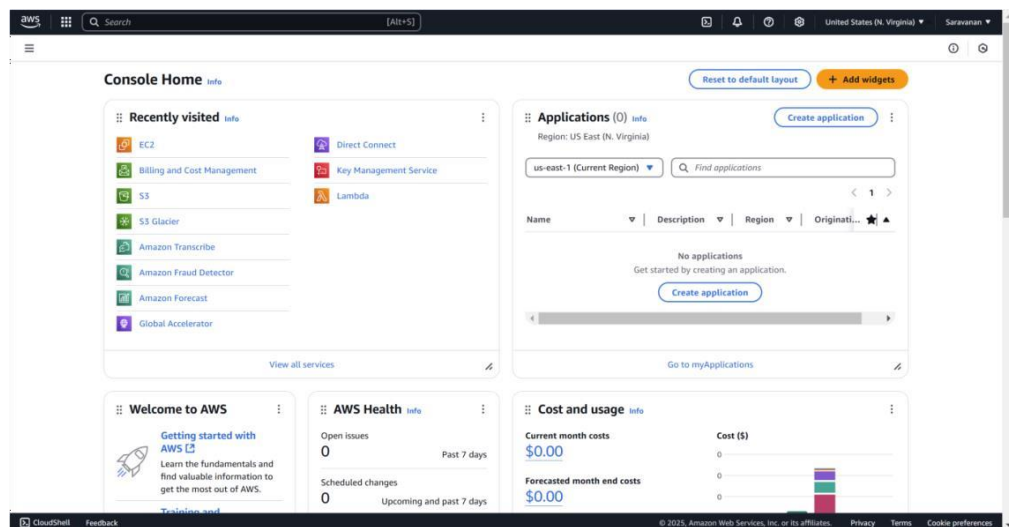 aws
Search [Alt+S]
United States (N. Virginia) ▼
Saravanan ▼
Console Home Info
Reset to default layout
+ Add widgets
Recently visited Info
EC2
Billing and Cost Management
S3
S3 Glacier
Amazon Transcribe
Amazon Fraud Detector
Amazon Forecast
Global Accelerator
Direct Connect
Key Management Service
Lambda
View all services
Applications (0) Info
Create application
Region: US East (N. Virginia)
us-east-1 (Current Region) ▼
Find applications
< 1 >
Name
Description
Region
Originati...
No applications
Get started by creating an application.
Create application
Go to myApplications
Welcome to AWS
Getting started with
AWS
Learn the fundamentals and
find valuable information to
get the most out of AWS.
Training and
AWS Health Info
Open issues
0 Past 7 days
Scheduled changes
0 Upcoming and past 7 days
Cost and usage Info
Current month costs
$0.00
Forecasted month end costs
$0.00
Cost ($)
0
0
0
CloudShell Feedback
© 2025, Amazon Web Services, Inc. or its affiliates. Privacy Terms Cookie preferences